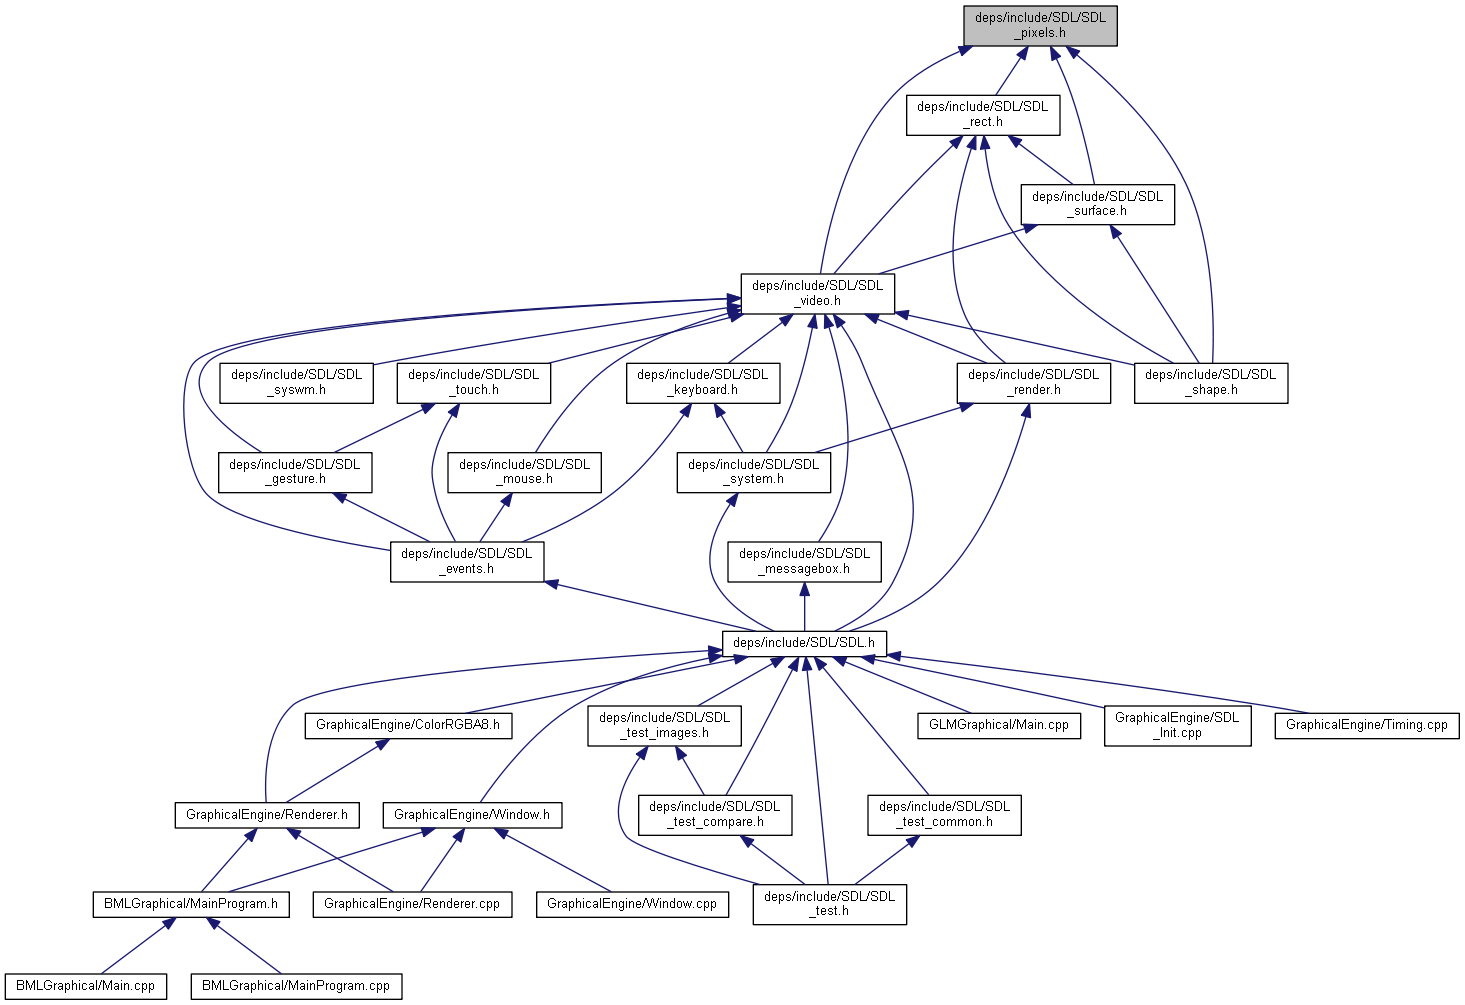 deps/include/SDL/SDL
_pixels.h
deps/include/SDL/SDL
_rect.h
deps/include/SDL/SDL
_surface.h
deps/include/SDL/SDL
_video.h
deps/include/SDL/SDL
_syswm.h
deps/include/SDL/SDL
_touch.h
deps/include/SDL/SDL
_keyboard.h
deps/include/SDL/SDL
_render.h
deps/include/SDL/SDL
_shape.h
deps/include/SDL/SDL
_gesture.h
deps/include/SDL/SDL
_mouse.h
deps/include/SDL/SDL
_system.h
deps/include/SDL/SDL
_events.h
deps/include/SDL/SDL
_messagebox.h
deps/include/SDL/SDL.h
GraphicalEngine/ColorRGBA8.h
deps/include/SDL/SDL
_test_images.h
GLMGraphical/Main.cpp
GraphicalEngine/SDL
_Init.cpp
GraphicalEngine/Timing.cpp
GraphicalEngine/Renderer.h
GraphicalEngine/Window.h
deps/include/SDL/SDL
_test_compare.h
deps/include/SDL/SDL
_test_common.h
BMLGraphical/MainProgram.h
GraphicalEngine/Renderer.cpp
GraphicalEngine/Window.cpp
deps/include/SDL/SDL
_test.h
BMLGraphical/Main.cpp
BMLGraphical/MainProgram.cpp